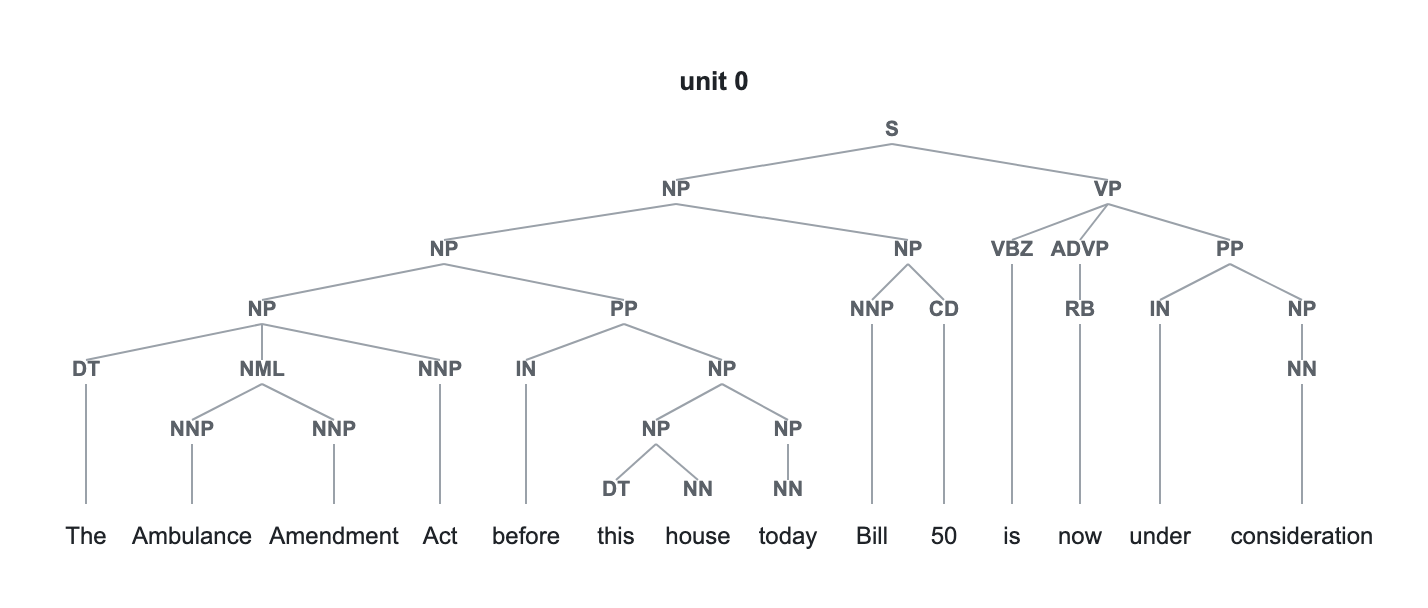 unit 0
S
NP VP
NP NP VBZ ADVP PP
NP PP NNP CD RB IN NP
DT NML NNP IN NP NN
NNP NNP NP NP
DT NN NN
The Ambulance Amendment Act before this house today Bill 50 is now under consideration